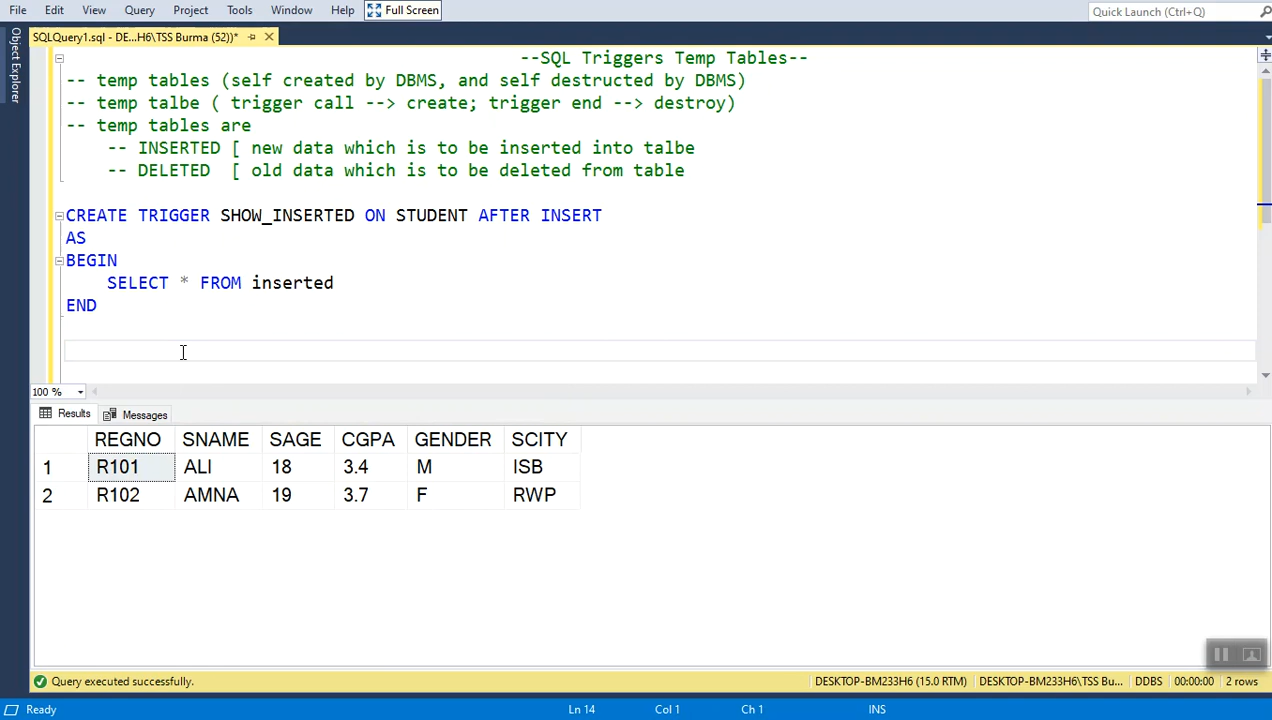 File Edit View Query Project Tools Window Help Full Screen Quick Launch (Ctrl+Q)
SQLQuery1.sql - DE...H6\TSS Burma (52))*
Object Explorer
--SQL Triggers Temp Tables--
-- temp tables (self created by DBMS, and self destructed by DBMS)
-- temp talbe ( trigger call --> create; trigger end --> destroy)
-- temp tables are
-- INSERTED [ new data which is to be inserted into talbe
-- DELETED [ old data which is to be deleted from table
CREATE TRIGGER SHOW_INSERTED ON STUDENT AFTER INSERT
AS
BEGIN
SELECT * FROM inserted
END
100 %
Results Messages
REGNO SNAME SAGE CGPA GENDER SCITY
1 R101 ALI 18 3.4 M ISB
2 R102 AMNA 19 3.7 F RWP
Query executed successfully. DESKTOP-BM233H6 (15.0 RTM) DESKTOP-BM233H6\TSS Bu... DDBS 00:00:00 2 rows
Ready Ln 14 Col 1 Ch 1 INS